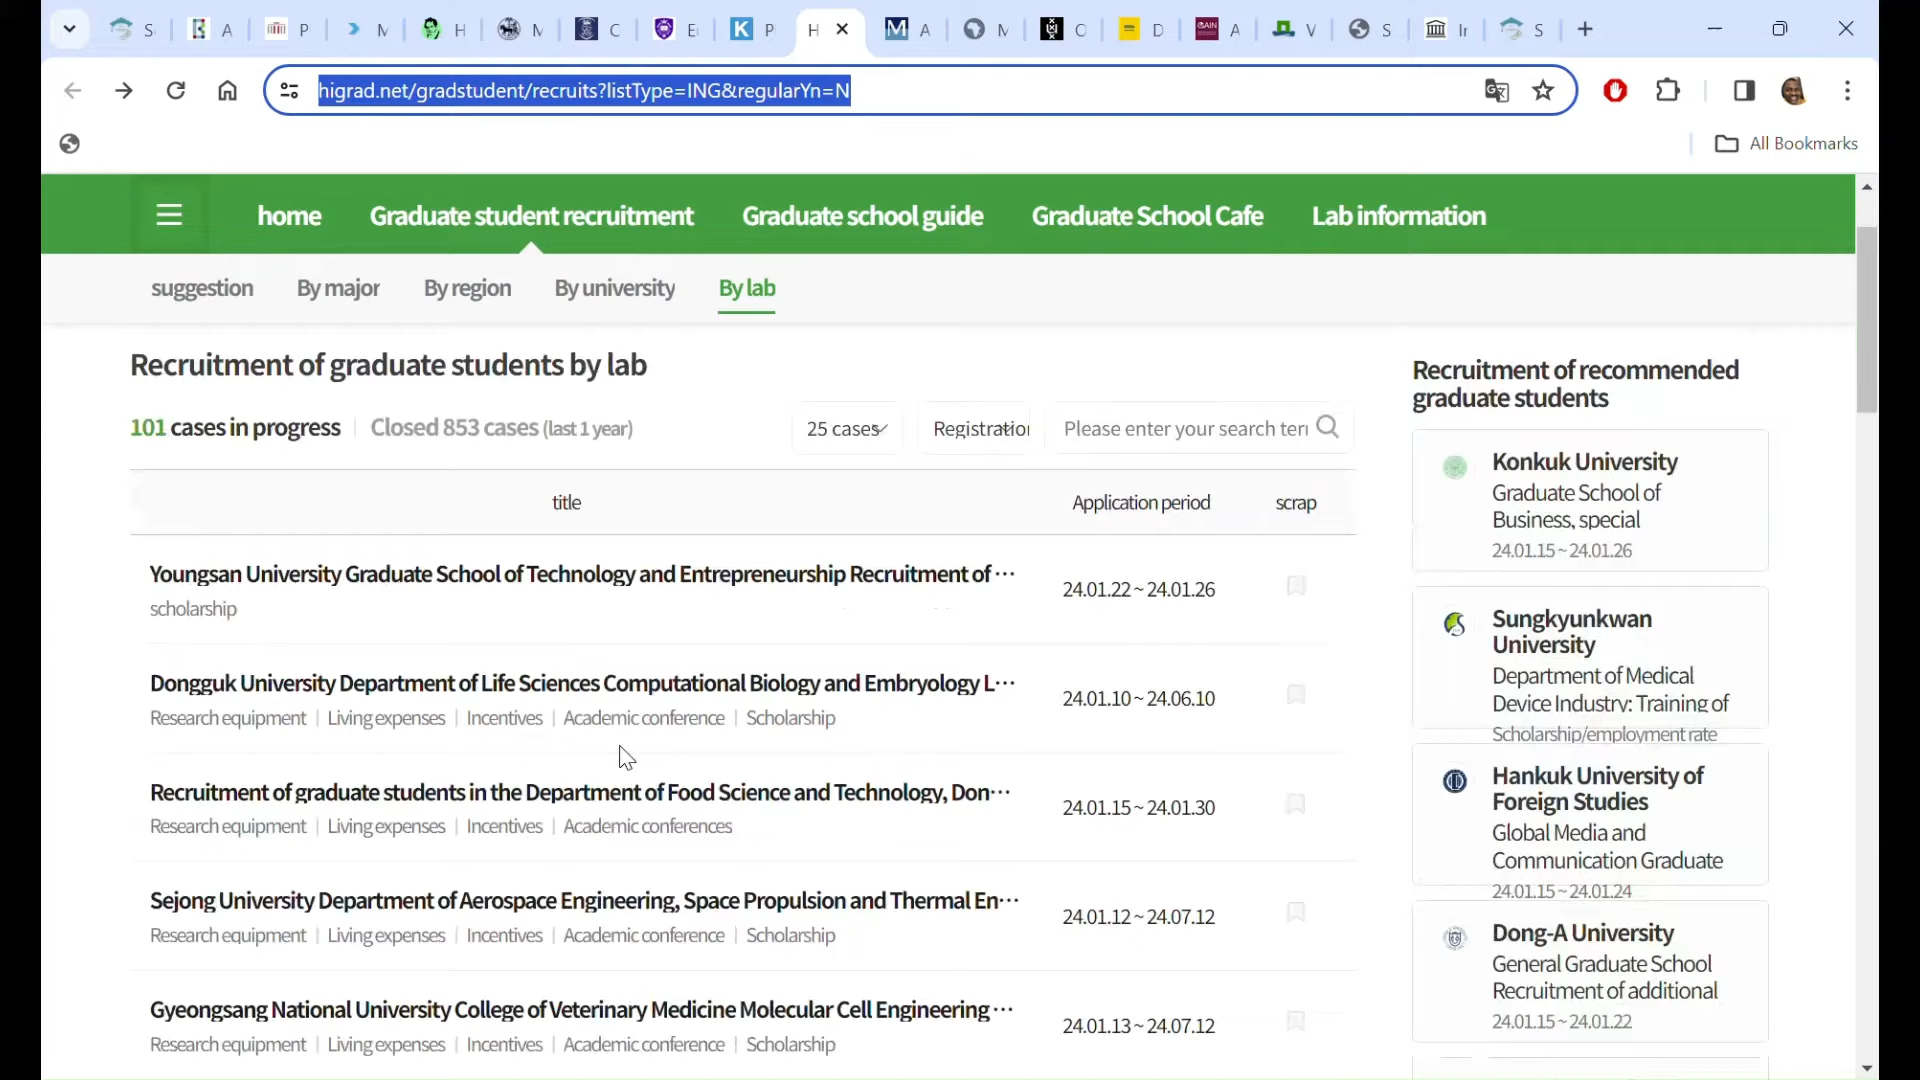 S A P M H M C E P H M A M C D A V S Ir S
higrad.net/gradstudent/recruits?listType=ING&regularYn=N
All Bookmarks
home Graduate student recruitment Graduate school guide Graduate School Cafe Lab information
suggestion By major By region By university By lab
Recruitment of graduate students by lab
101 cases in progress Closed 853 cases (last 1 year)
25 cases Registration Please enter your search teri
title Application period scrap
Youngsan University Graduate School of Technology and Entrepreneurship Recruitment of ···
scholarship
24.01.22 ~ 24.01.26
Dongguk University Department of Life Sciences Computational Biology and Embryology L···
Research equipment | Living expenses | Incentives | Academic conference | Scholarship
24.01.10 ~ 24.06.10
Recruitment of graduate students in the Department of Food Science and Technology, Don···
Research equipment | Living expenses | Incentives | Academic conferences
24.01.15 ~ 24.01.30
Sejong University Department of Aerospace Engineering, Space Propulsion and Thermal En···
Research equipment | Living expenses | Incentives | Academic conference | Scholarship
24.01.12 ~ 24.07.12
Gyeongsang National University College of Veterinary Medicine Molecular Cell Engineering ···
Research equipment | Living expenses | Incentives | Academic conference | Scholarship
24.01.13 ~ 24.07.12
Recruitment of recommended
graduate students
Konkuk University
Graduate School of
Business, special
24.01.15 ~ 24.01.26
Sungkyunkwan
University
Department of Medical
Device Industry: Training of
Scholarship/employment rate
Hankuk University of
Foreign Studies
Global Media and
Communication Graduate
24.01.15 ~ 24.01.24
Dong-A University
General Graduate School
Recruitment of additional
24.01.15 ~ 24.01.22